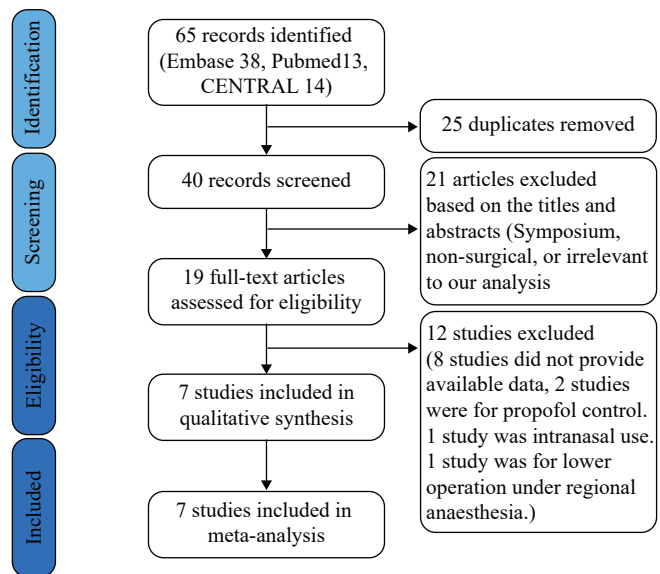 Identification
65 records identified
(Embase 38, Pubmed13,
CENTRAL 14)
25 duplicates removed
Screening
40 records screened
21 articles excluded
based on the titles and
abstracts (Symposium,
non-surgical, or irrelevant
to our analysis
19 full-text articles
assessed for eligibility
Eligibility
12 studies excluded
(8 studies did not provide
available data, 2 studies
were for propofol control.
1 study was intranasal use.
1 study was for lower
operation under regional
anaesthesia.)
7 studies included in
qualitative synthesis
Included
7 studies included in
meta-analysis